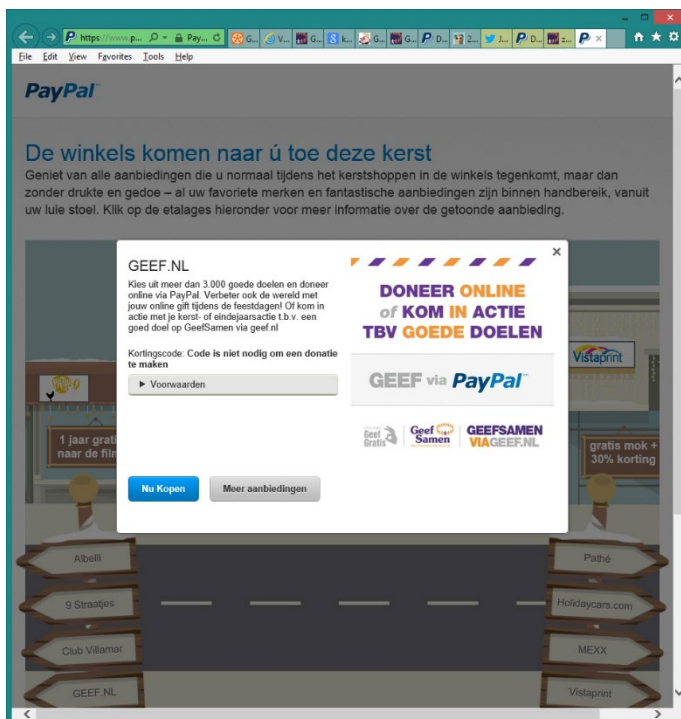 https://www.p...
Pay...
G...
V...
G...
k...
G...
G...
D...
2...
J...
D...
z...
File Edit View Favorites Tools Help
PayPal
De winkels komen naar ú toe deze kerst
Geniet van alle aanbiedingen die u normaal tijdens het kerstshoppen in de winkels tegenkomt, maar dan
zonder drukte en gedoe – al uw favoriete merken en fantastische aanbiedingen zijn binnen handbereik, vanuit
uw luie stoel. Klik op de etalages hieronder voor meer informatie over de getoonde aanbieding.
GEEF.NL
Kies uit meer dan 3.000 goede doelen en doneer
online via PayPal. Verbeter ook de wereld met
jouw online gift tijdens de feestdagen! Of kom in
actie met je kerst- of eindejaarsactie t.b.v. een
goed doel op GeefSamen via geef.nl
Kortingscode: Code is niet nodig om een donatie
te maken
Voorwaarden
Nu Kopen
Meer aanbiedingen
DONEER ONLINE
of KOM IN ACTIE
TBV GOEDE DOELEN
GEEF via PayPal
Geef
Gratis
Geef
Samen
GEEFSAMEN
VIAGEEF.NL
1 jaar grati
naar de film
Vistaprint
gratis mok +
30% korting
Albelli
9 Straatjes
Club Villamar
GEEF.NL
Pathé
Holidaycars.com
MEXX
Vistaprint